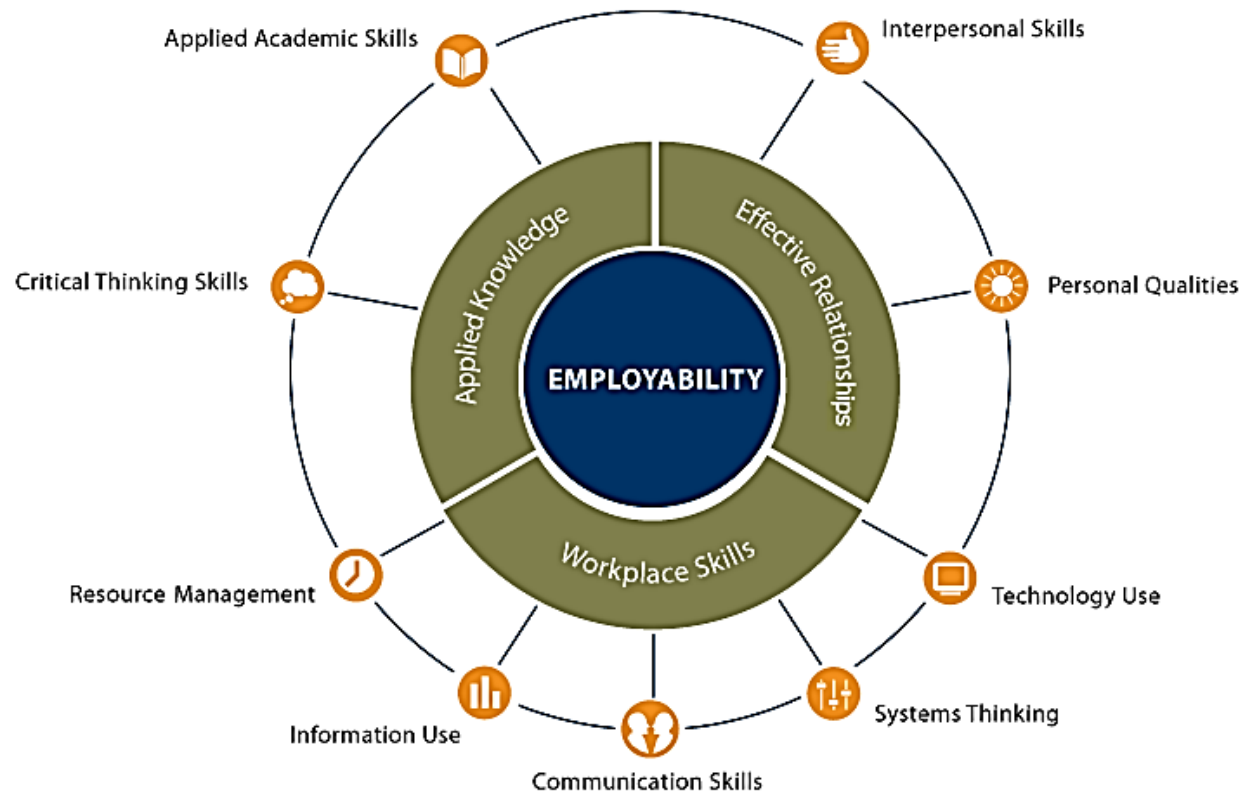 Applied Academic Skills
Interpersonal Skills
Critical Thinking Skills
Personal Qualities
Applied Knowledge
Effective Relationships
EMPLOYABILITY
Workplace Skills
Resource Management
Technology Use
Information Use
Systems Thinking
Communication Skills